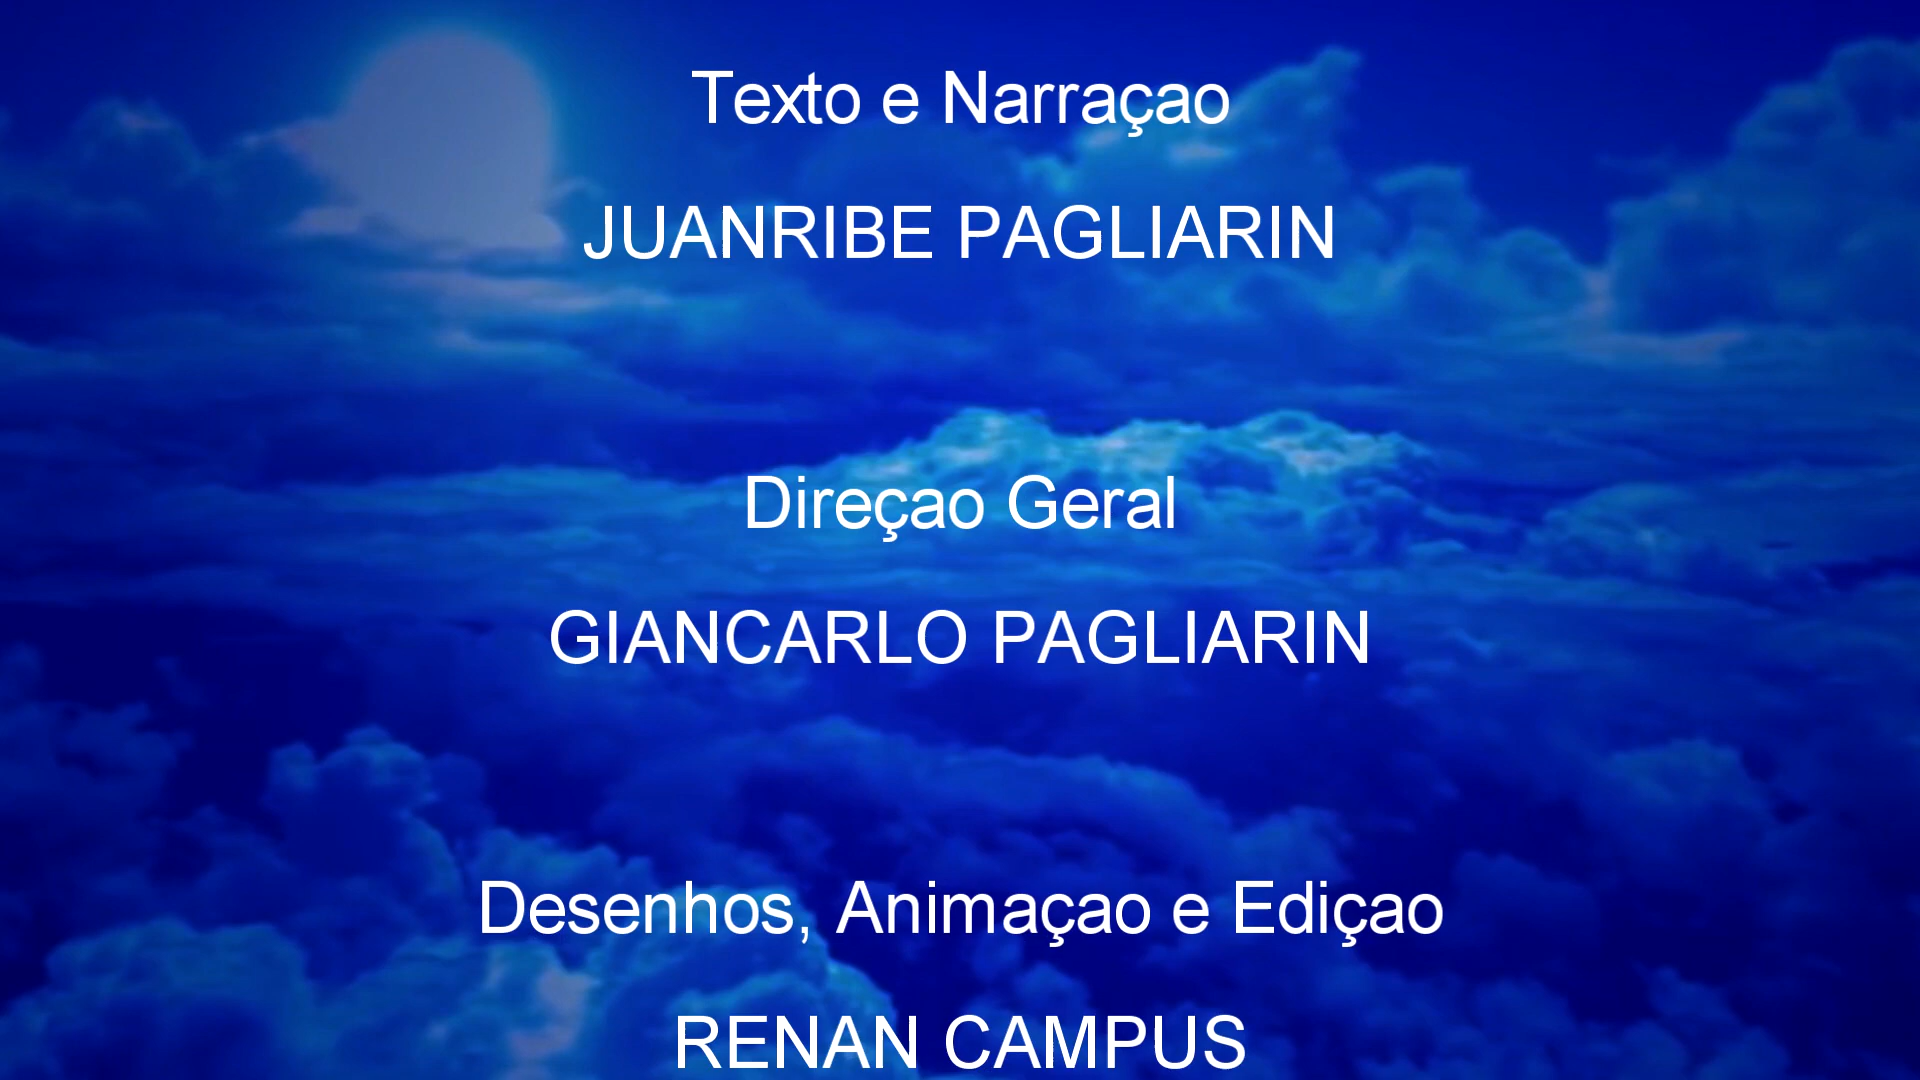 Texto e Narraçao
JUANRIBE PAGLIARIN
Direçao Geral
GIANCARLO PAGLIARIN
Desenhos, Animaçao e Ediçao
RENAN CAMPUS